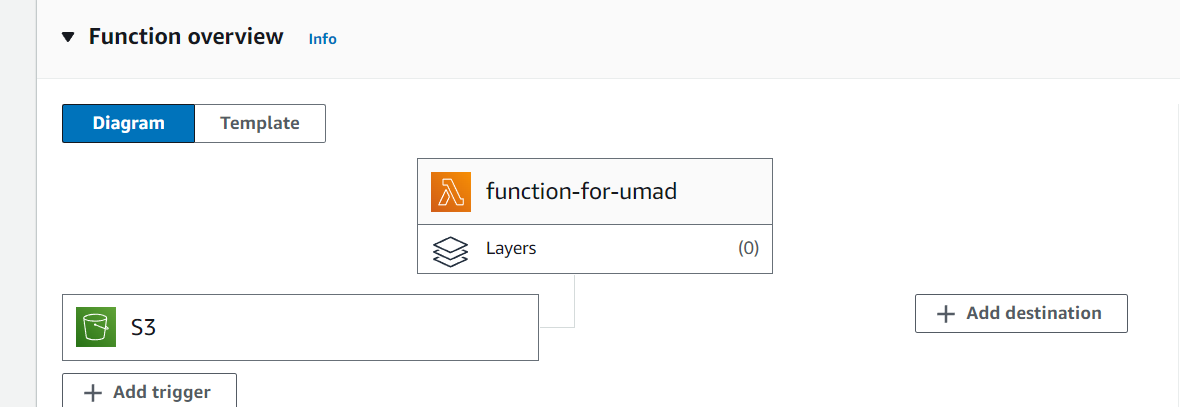 Function overview Info
Diagram Template
function-for-umad
Layers (0)
S3
+ Add destination
+ Add trigger